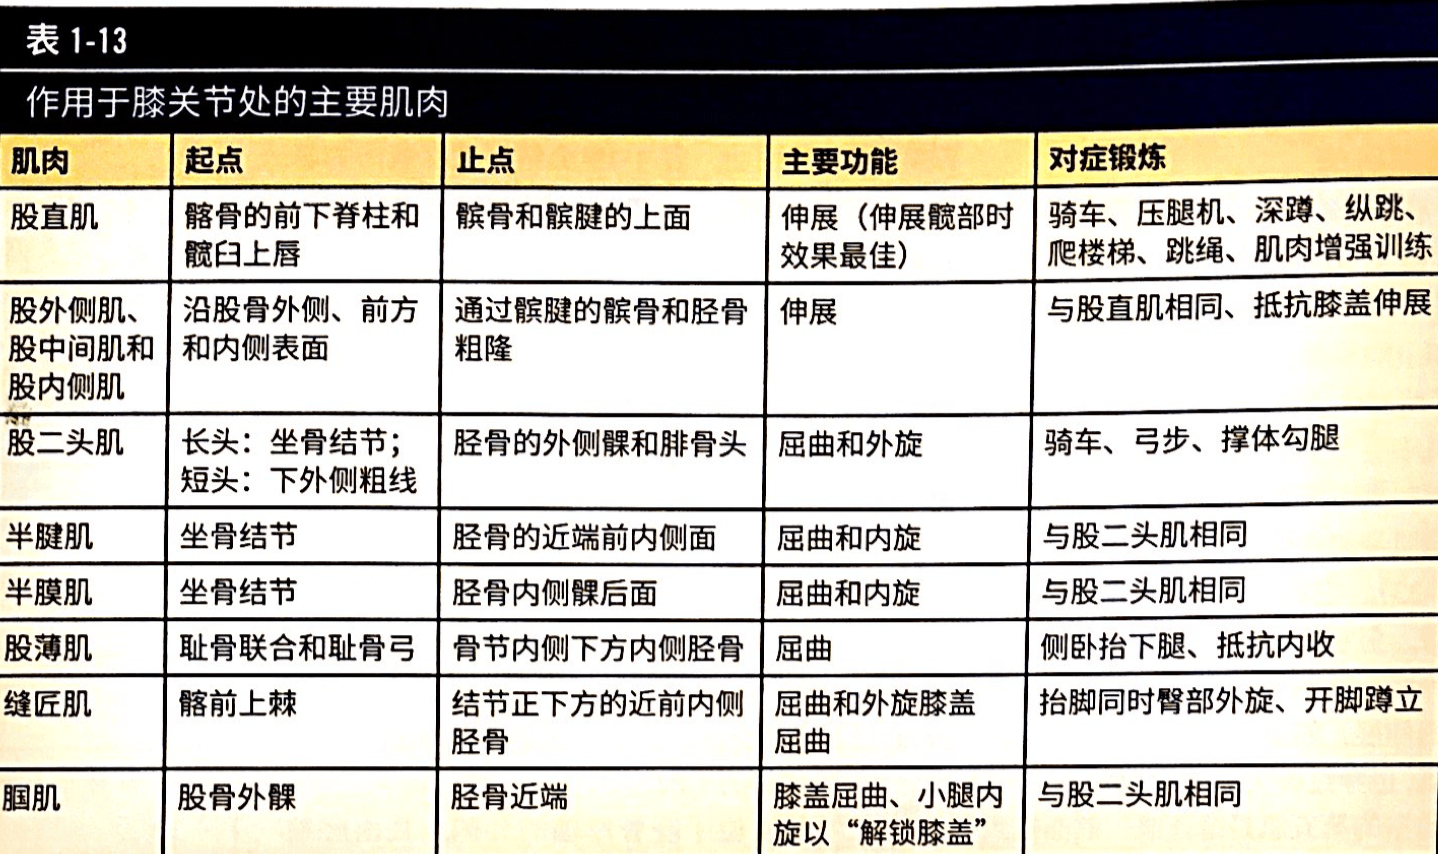 表 1-13
作用于膝关节处的主要肌肉
肌肉 起点 止点 主要功能 对症锻炼
股直肌 髂骨的前下脊柱和 髌骨和髌腱的上面 伸展（伸展髋部时 骑车、压腿机、深蹲、纵跳、
髋臼上唇 效果最佳） 爬楼梯、跳绳、肌肉增强训练
股外侧肌、 沿股骨外侧、前方 通过髌腱的髌骨和胫骨 伸展 与股直肌相同、抵抗膝盖伸展
股中间肌和 和内侧表面 粗隆
股内侧肌
股二头肌 长头：坐骨结节； 胫骨的外侧髁和腓骨头 屈曲和外旋 骑车、弓步、撑体勾腿
短头：下外侧粗线
半腱肌 坐骨结节 胫骨的近端前内侧面 屈曲和内旋 与股二头肌相同
半膜肌 坐骨结节 胫骨内侧髁后面 屈曲和内旋 与股二头肌相同
股薄肌 耻骨联合和耻骨弓 骨节内侧下方内侧胫骨 屈曲 侧卧抬下腿、抵抗内收
缝匠肌 髂前上棘 结节正下方的近前内侧 屈曲和外旋膝盖 抬脚同时臀部外旋、开脚蹲立
胫骨 屈曲
腘肌 股骨外髁 胫骨近端 膝盖屈曲、小腿内 与股二头肌相同
旋以“解锁膝盖”